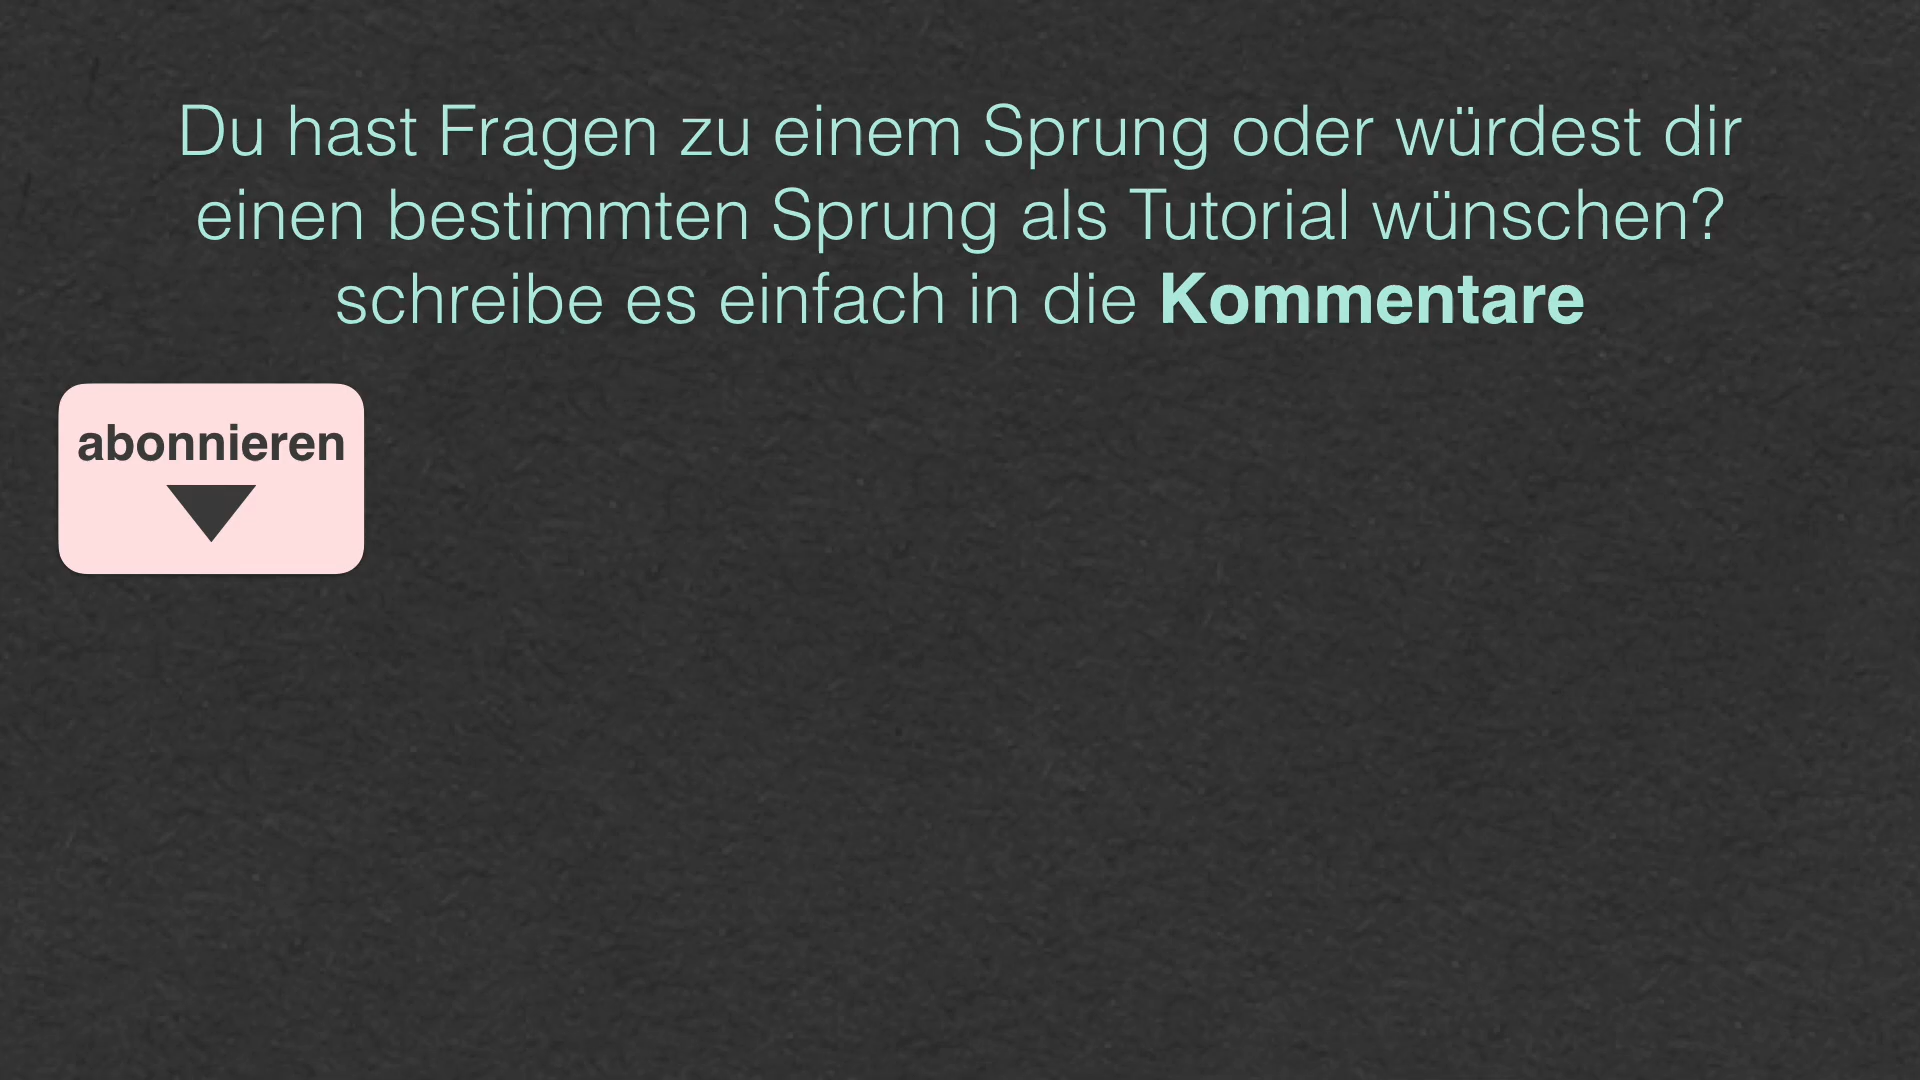 Du hast Fragen zu einem Sprung oder würdest dir
einen bestimmten Sprung als Tutorial wünschen?
schreibe es einfach in die Kommentare
abonnieren